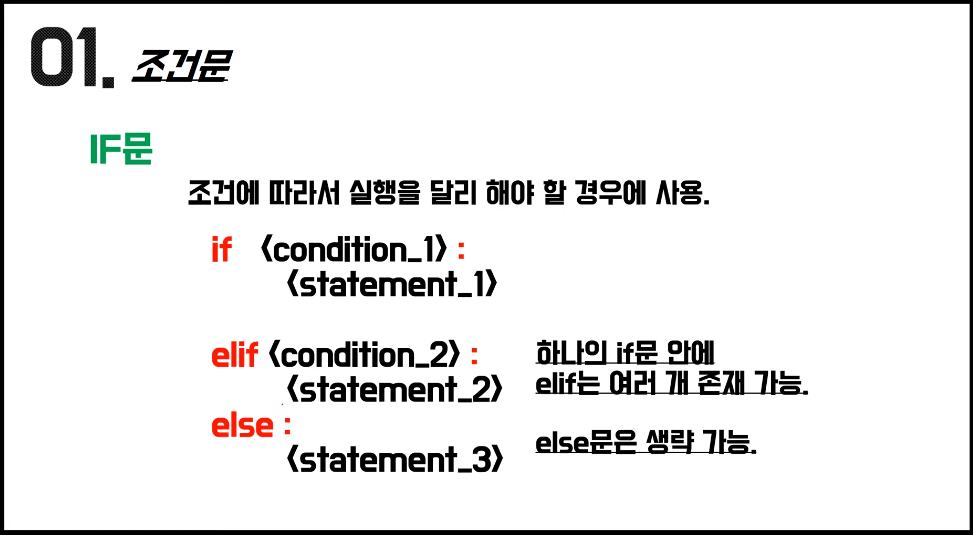 01. 조건문
IF문
조건에 따라서 실행을 달리 해야 할 경우에 사용.
if <condition_1> :
<statement_1>
elif <condition_2> :
하나의 if문 안에
<statement_2>
elif는 여러 개 존재 가능.
else :
else문은 생략 가능.
<statement_3>